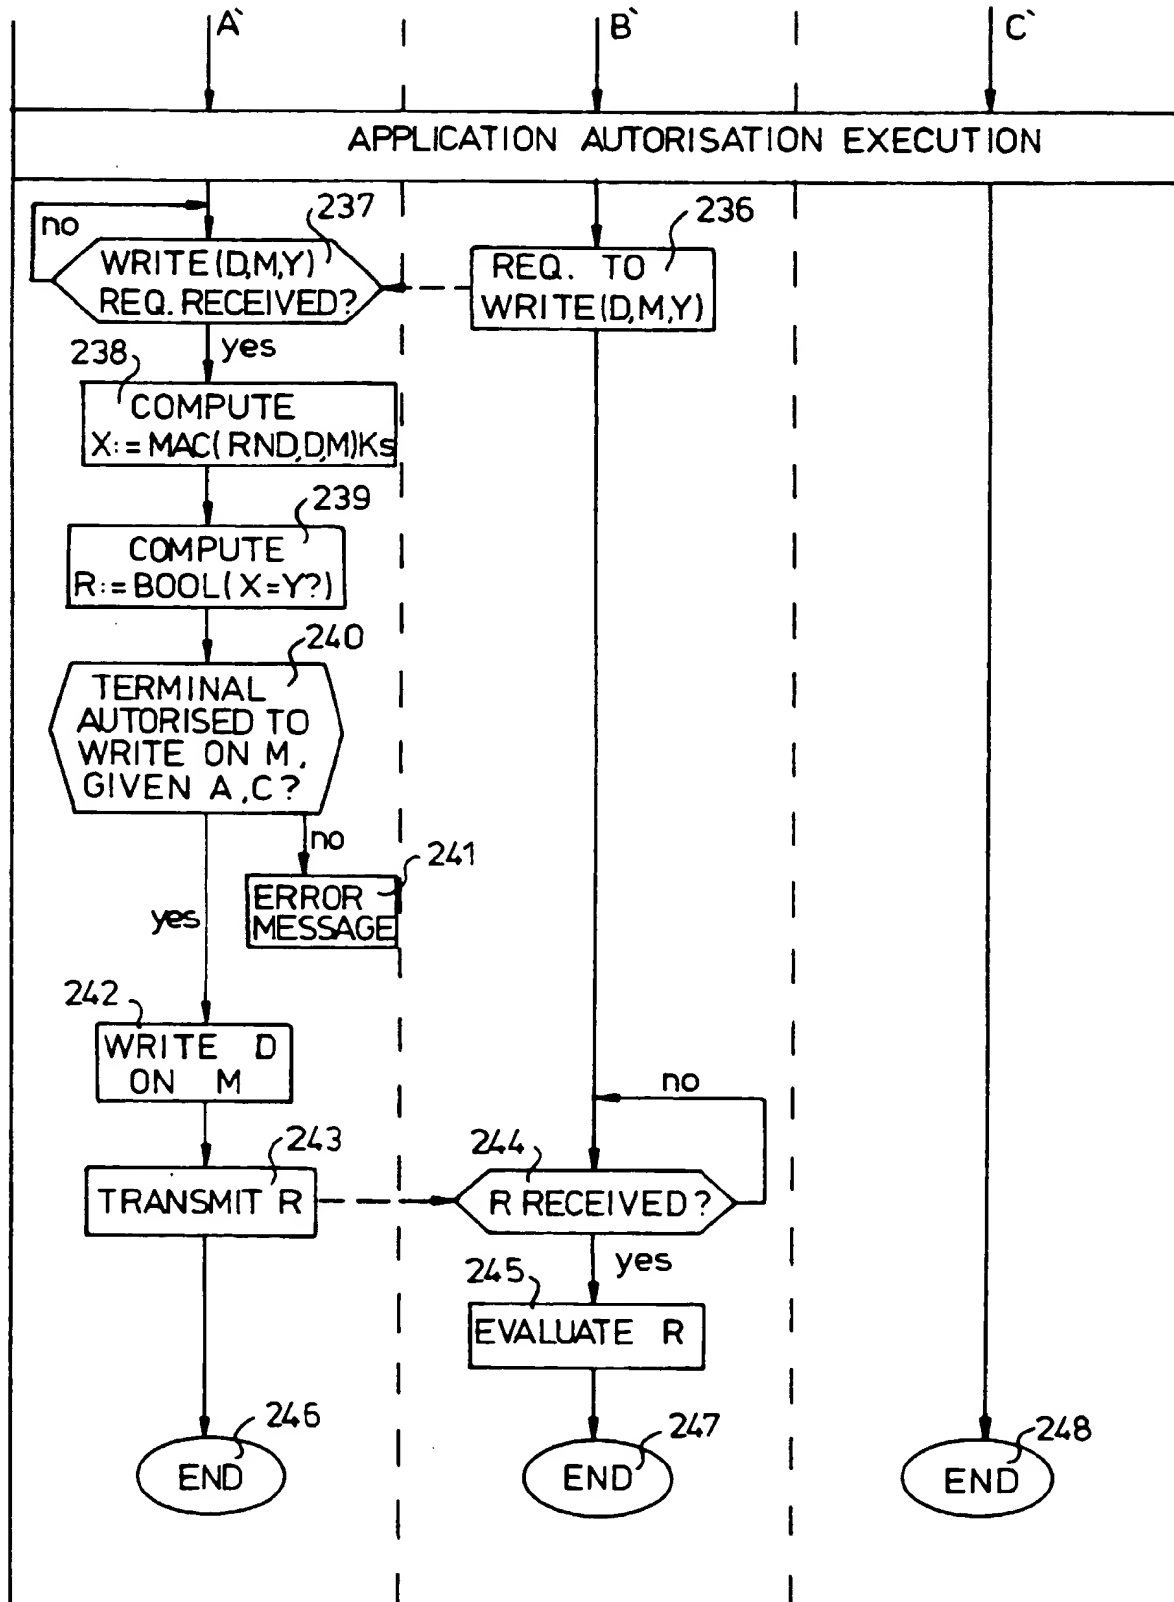 A`
B`
C`
APPLICATION AUTORISATION EXECUTION
no
237
WRITE(D,M,Y)
REQ. RECEIVED?
236
REQ. TO
WRITE(D,M,Y)
yes
238
COMPUTE
X:=MAC(RND,D,M)Ks
239
COMPUTE
R:=BOOL(X=Y?)
240
TERMINAL
AUTORISED TO
WRITE ON M,
GIVEN A,C?
no
241
ERROR
MESSAGE
yes
242
WRITE D
ON M
no
243
TRANSMIT R
244
R RECEIVED?
yes
245
EVALUATE R
246
END
247
END
248
END